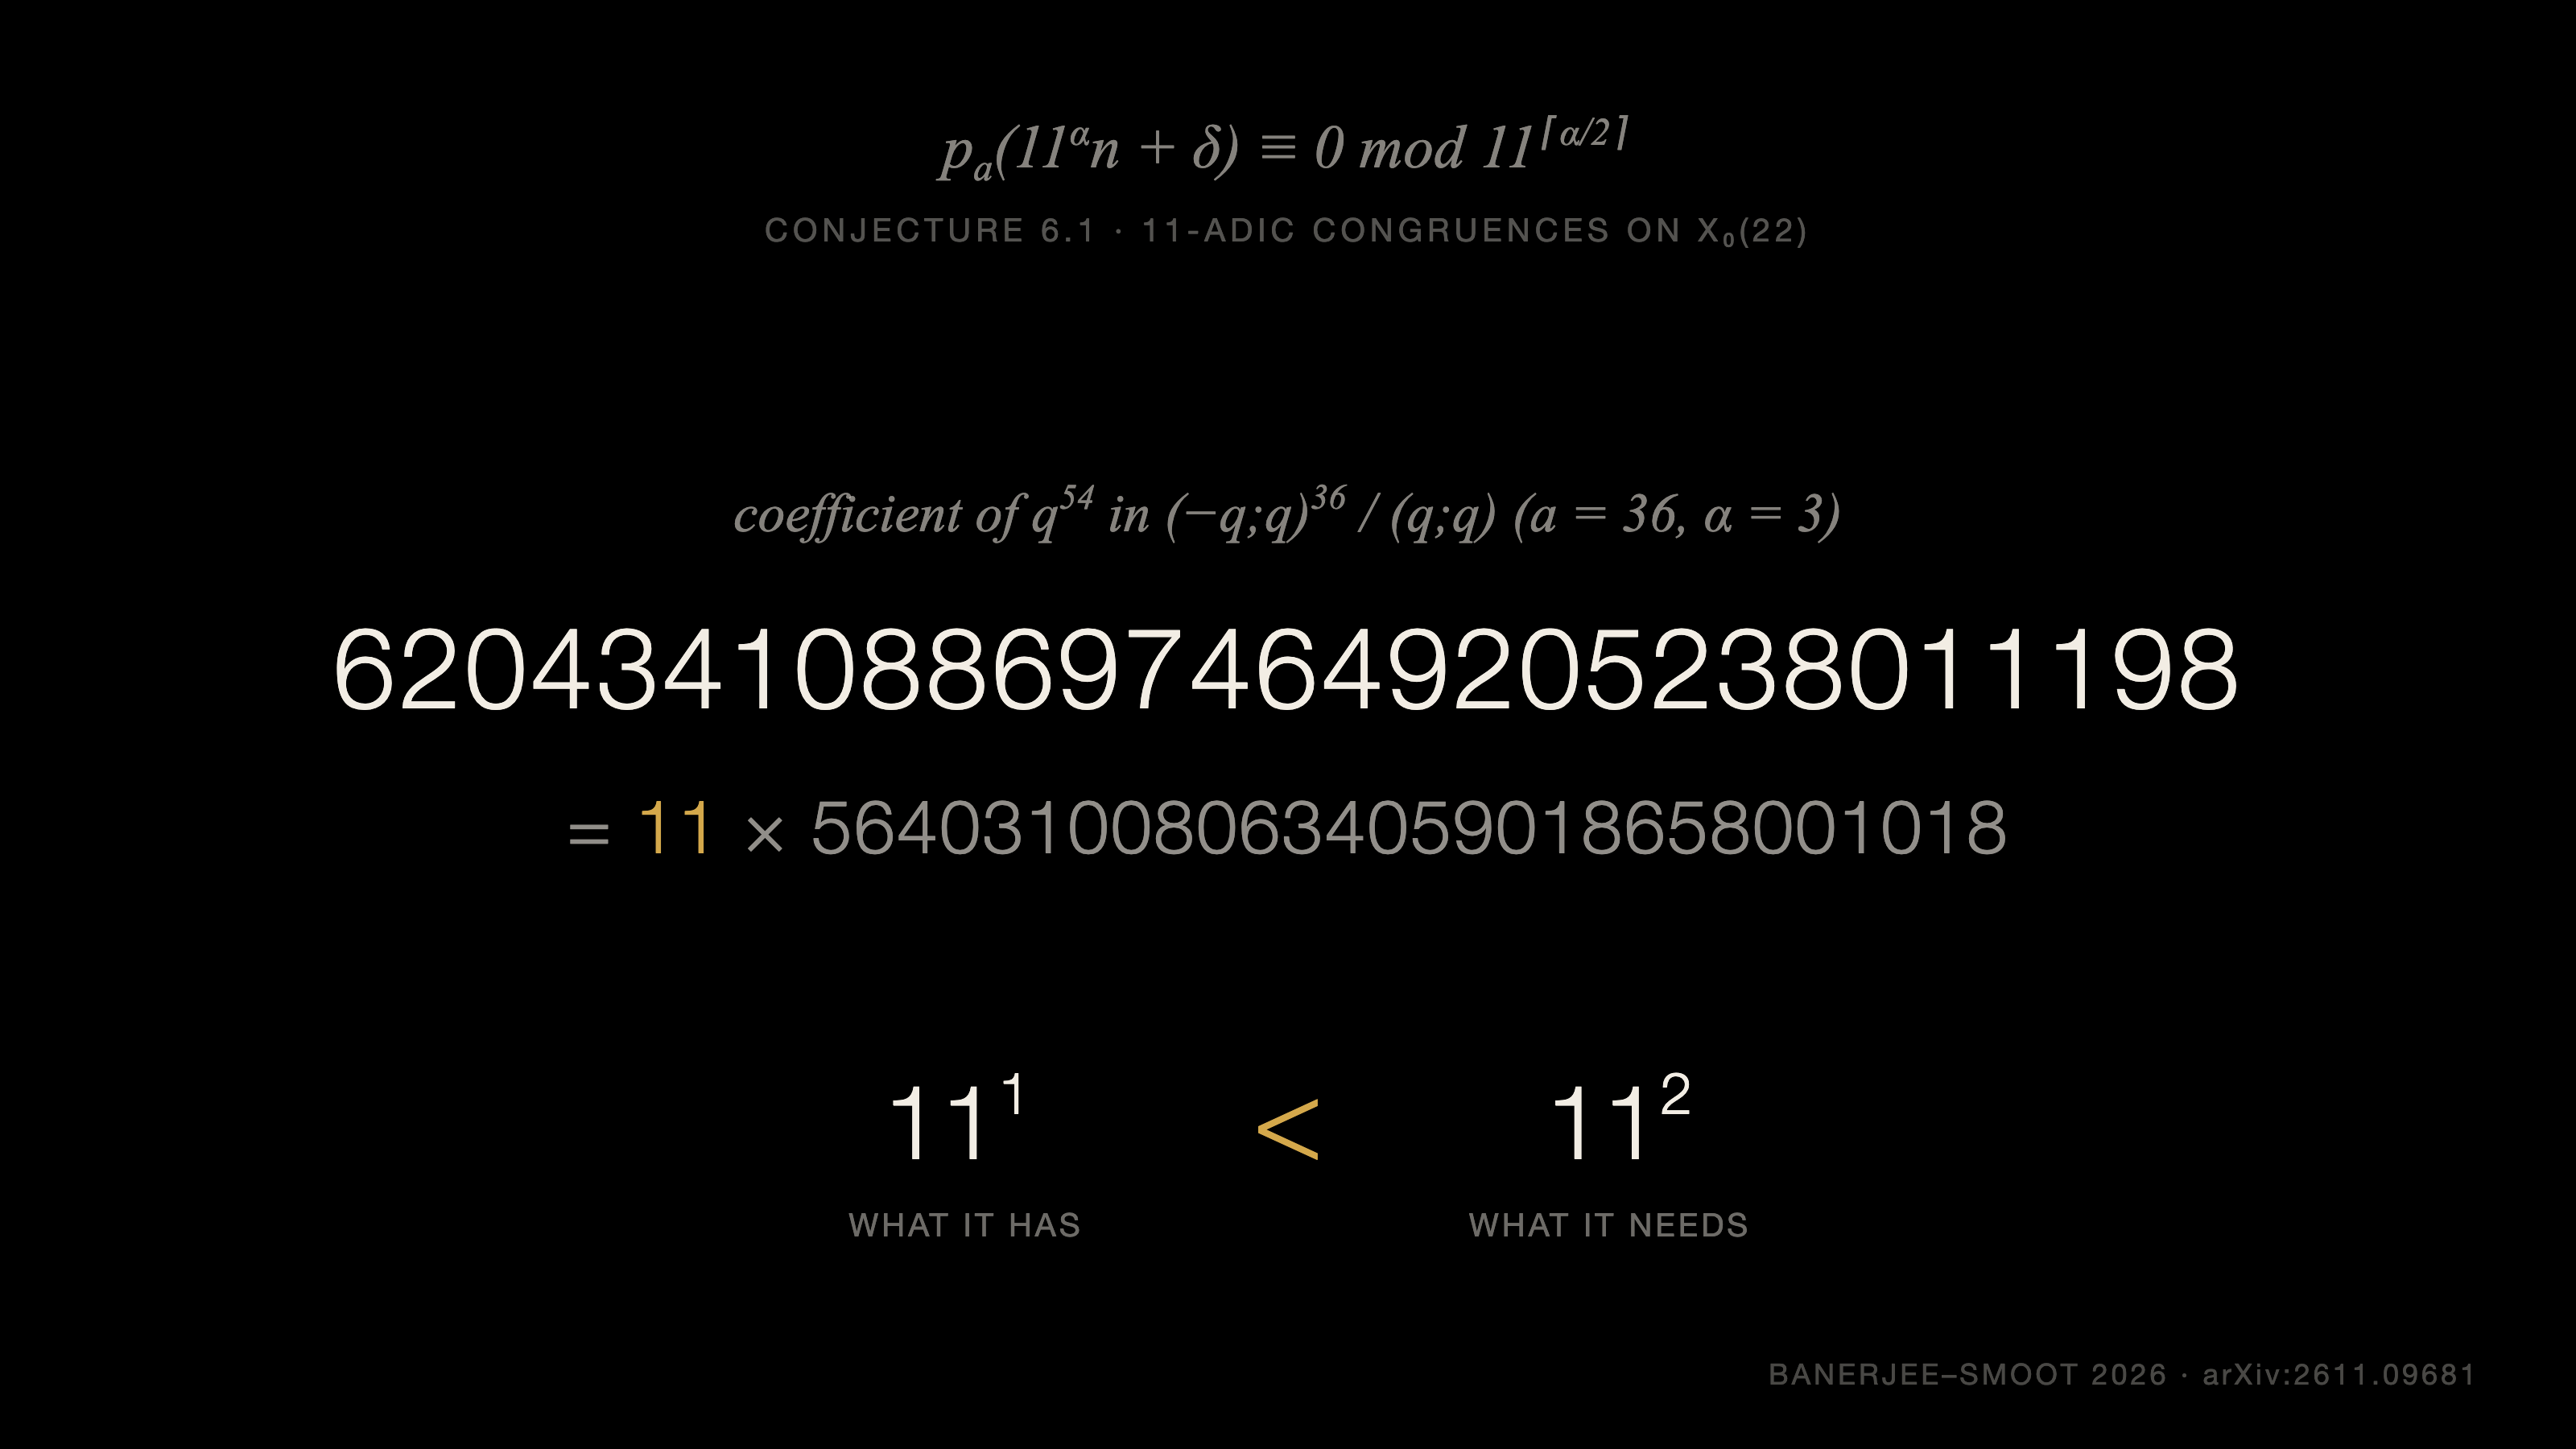 pₐ(11^αn + δ) ≡ 0 mod 11^⌈α/2⌉
CONJECTURE 6.1 · 11-ADIC CONGRUENCES ON X₀(22)
coefficient of q⁵⁴ in (−q;q)³⁶ / (q;q) (a = 36, α = 3)
62043410886974649205238011198
= 11 × 5640310080634059018658001018
11¹ < 11²
WHAT IT HAS WHAT IT NEEDS
BANERJEE–SMOOT 2026 · arXiv:2611.09681